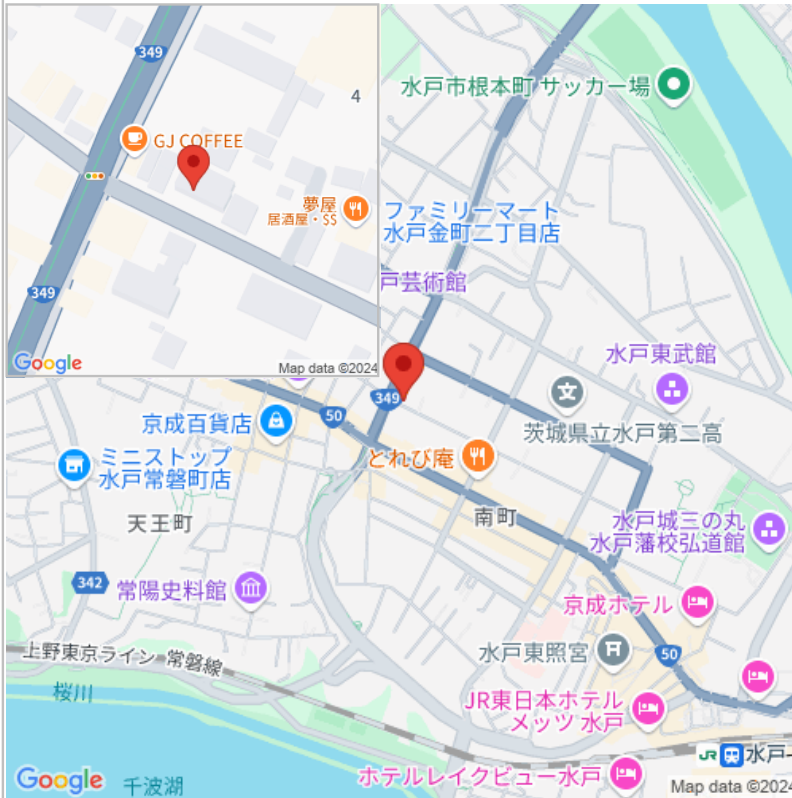 349
4
GJ COFFEE
夢屋
居酒屋・$$
349
Google
Map data ©2024
水戸市根本町 サッカー場
ファミリーマート
水戸金町二丁目店
戸芸術館
水戸東武館
349
京成百貨店
50
茨城県立水戸第二高
とれび庵
ミニストップ
水戸常磐町店
天王町
南町
水戸城三の丸
水戸藩校弘道館
342
常陽史料館
京成ホテル
水戸東照宮
50
上野東京ライン 常磐線
桜川
JR東日本ホテル
メッツ 水戸
JR 水戸
ホテルレイクビュー水戸
Google
千波湖
Map data ©2024